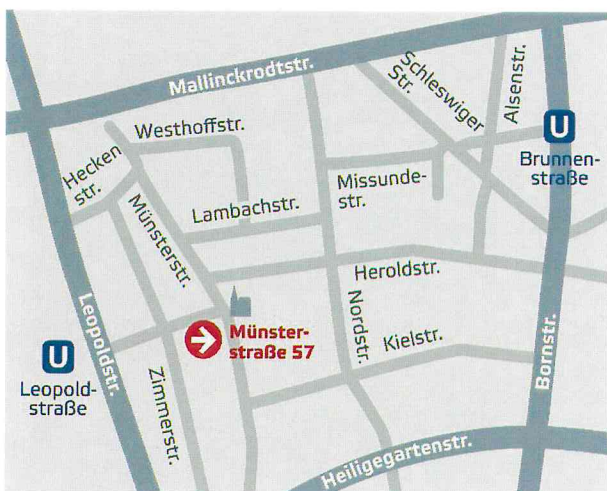 Mallinckrodtstr.
Schleswiger
Str.
Alsenstr.
U
Brunnen-
straße
Westhoffstr.
Hecken
str.
Münsterstr.
Lambachstr.
Missunde-
str.
Heroldstr.
Leopoldstr.
Nordstr.
Bornstr.
Münster-
straße 57
Kielstr.
U
Leopold-
straße
Zimmerstr.
Heiligegartenstr.